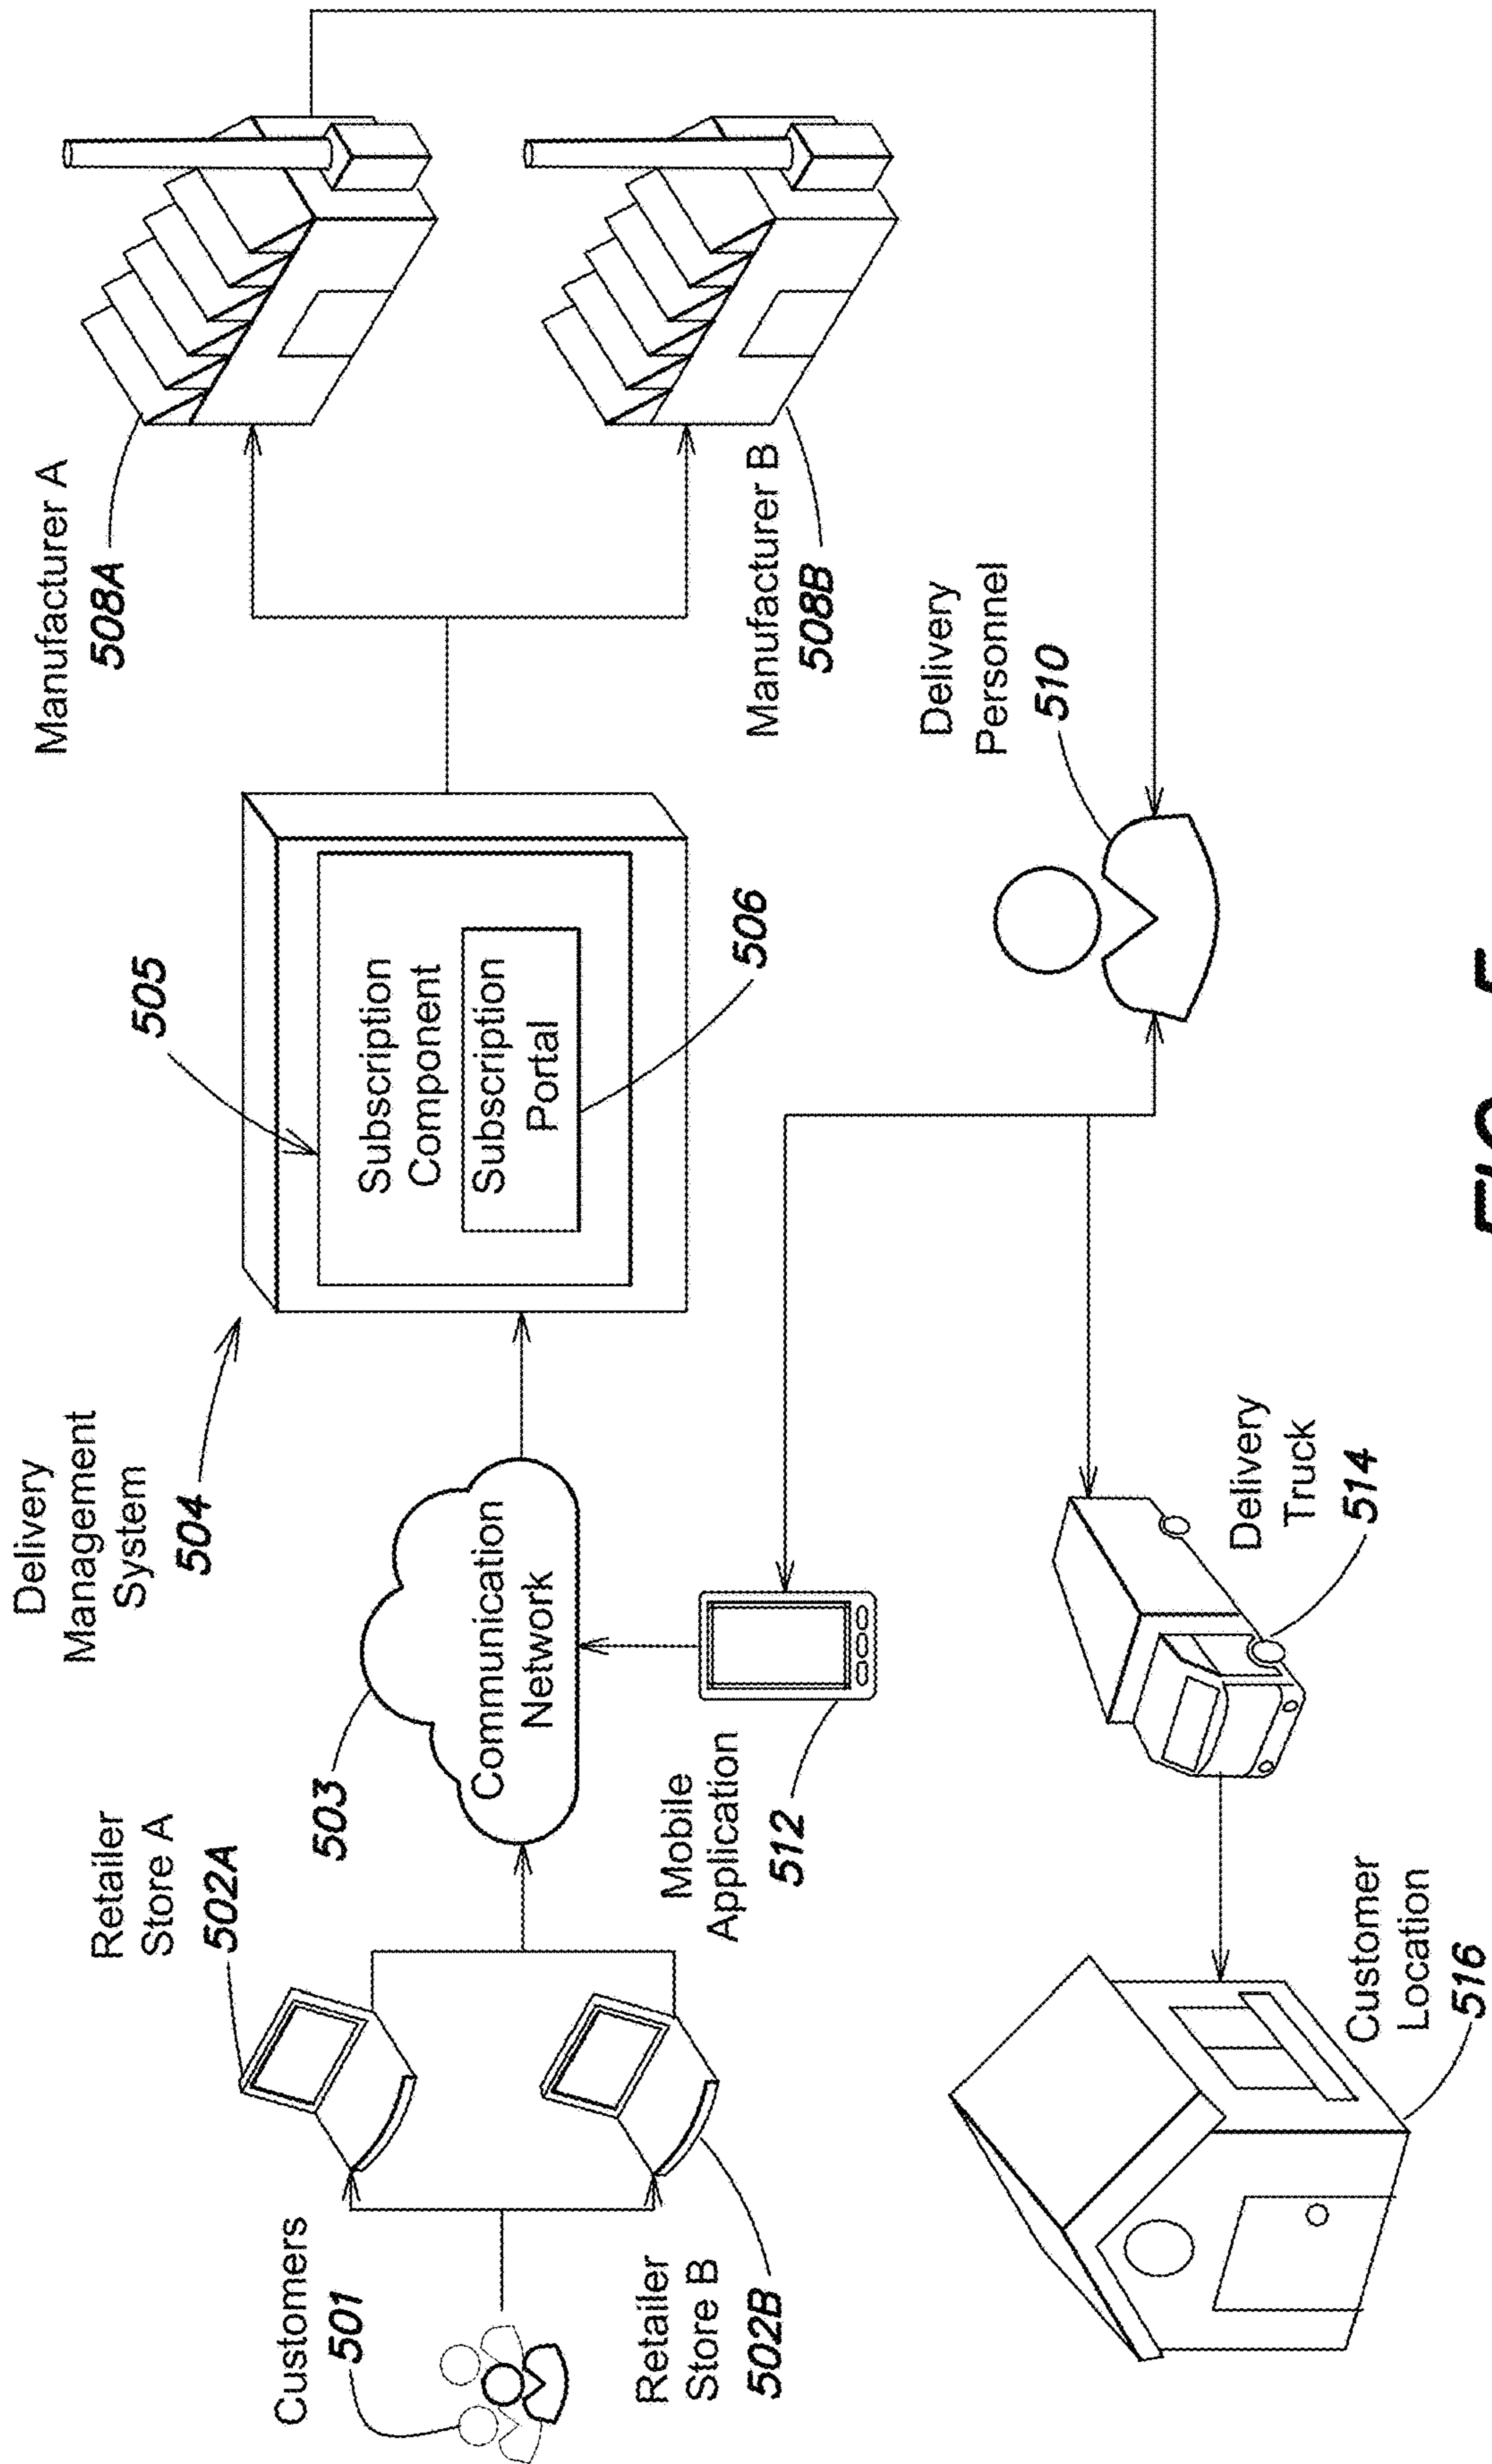 Delivery
Management
System
504
505
Manufacturer A
508A
Retailer
Store A
502A
Customers
501
503
Communication
Network
Subscription
Component
Subscription
Portal
506
Retailer
Store B
502B
Mobile
Application
512
Manufacturer B
508B
Delivery
Personnel
510
Delivery
Truck
514
Customer
Location
516